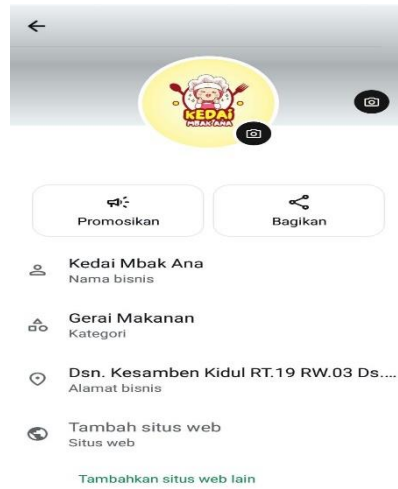 KEDAI
MBAK ANA
Promosikan
Bagikan
Kedai Mbak Ana
Nama bisnis
Gerai Makanan
Kategori
Dsn. Kesamben Kidul RT.19 RW.03 Ds....
Alamat bisnis
Tambah situs web
Situs web
Tambahkan situs web lain